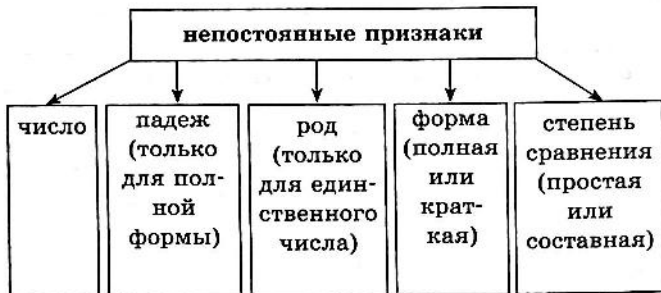 непостоянные признаки
число
падеж
(только
для пол-
ной
формы)
род
(только
для един-
ственного
числа)
форма
(полная
или
крат-
кая)
степень
сравнения
(простая
или
составная)